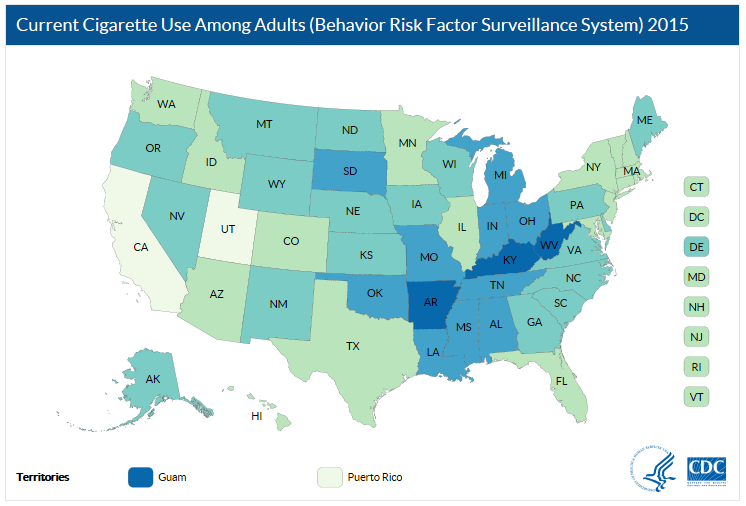 Current Cigarette Use Among Adults (Behavior Risk Factor Surveillance System) 2015
WA
MT
ND
MN
ME
OR
ID
SD
WI
MI
NY
MA
WY
IA
PA
CT
NV
NE
IL
IN
OH
DC
UT
CO
KS
MO
WV
VA
DE
CA
KY
MD
AZ
NM
OK
AR
TN
NC
NH
SC
NJ
MS
AL
GA
TX
LA
RI
FL
VT
AK
HI
Territories
Guam
Puerto Rico
CDC